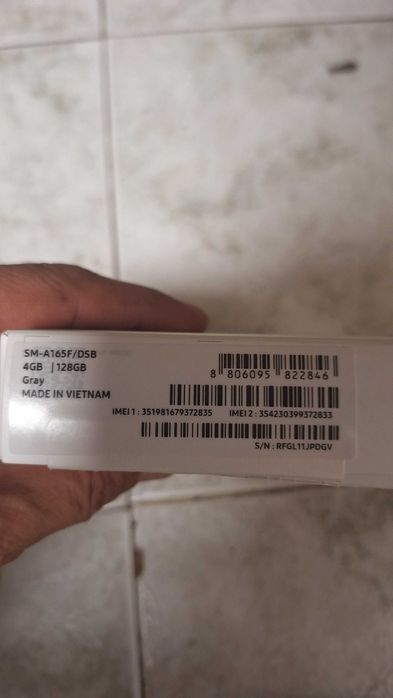 SM-A165F/DSB
4GB | 128GB
Gray
MADE IN VIETNAM
8 806095 822846
IMEI 1 : 351981679372835 IMEI 2 : 354230399372833
S/N : RFGL11JPDGV